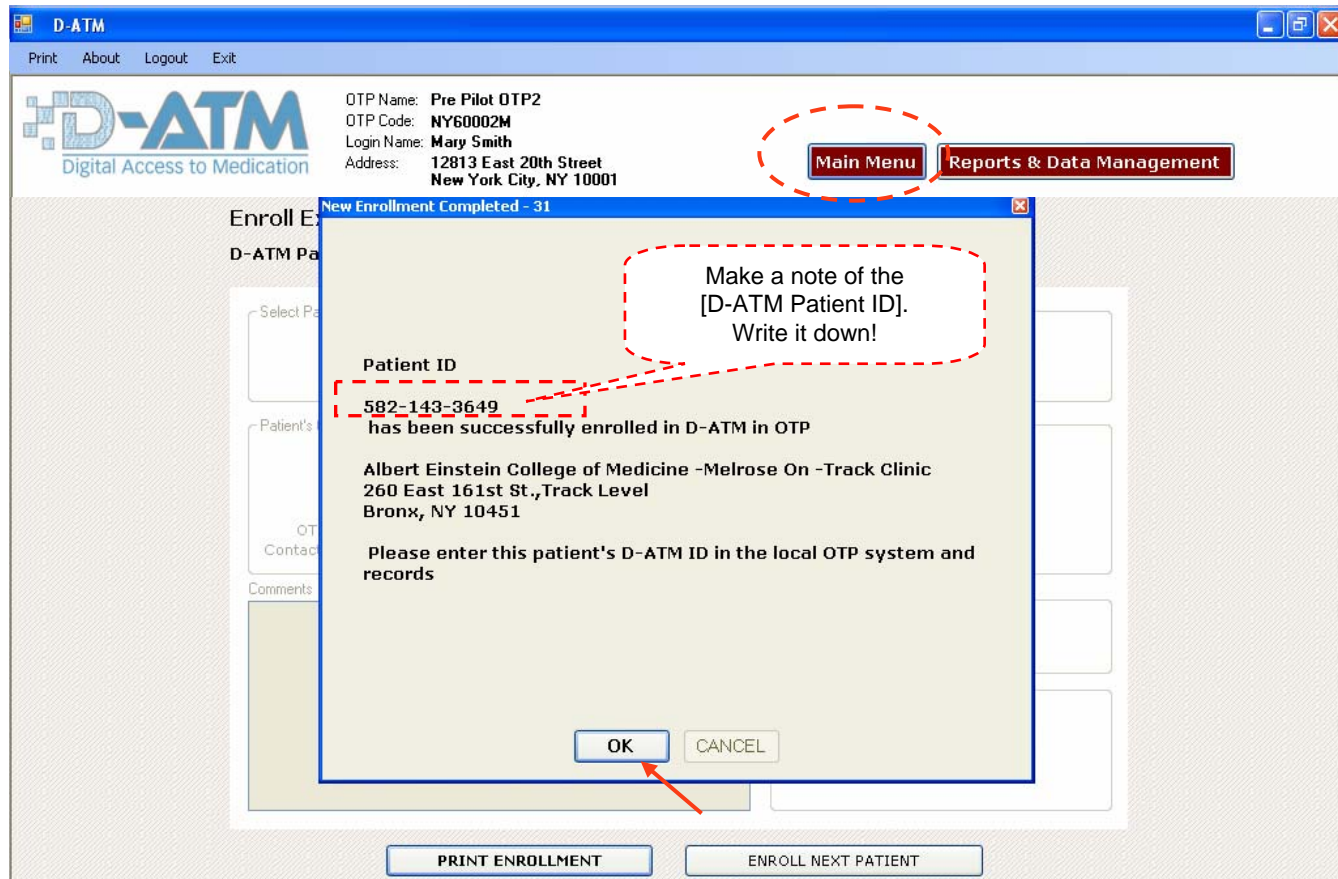 D-ATM
Print About Logout Exit
D-ATM
Digital Access to Medication
OTP Name: Pre Pilot OTP2
OTP Code: NY60002M
Login Name: Mary Smith
Address: 12813 East 20th Street
New York City, NY 10001
Main Menu
Reports & Data Management
Enroll E
D-ATM Pa
New Enrollment Completed - 31
Make a note of the
[D-ATM Patient ID].
Write it down!
Select Pa
Patient ID
582-143-3649
has been successfully enrolled in D-ATM in OTP
Patient's
Albert Einstein College of Medicine -Melrose On -Track Clinic
260 East 161st St.,Track Level
Bronx, NY 10451
OT
Contact
Please enter this patient's D-ATM ID in the local OTP system and
records
Comments
OK
CANCEL
PRINT ENROLLMENT
ENROLL NEXT PATIENT